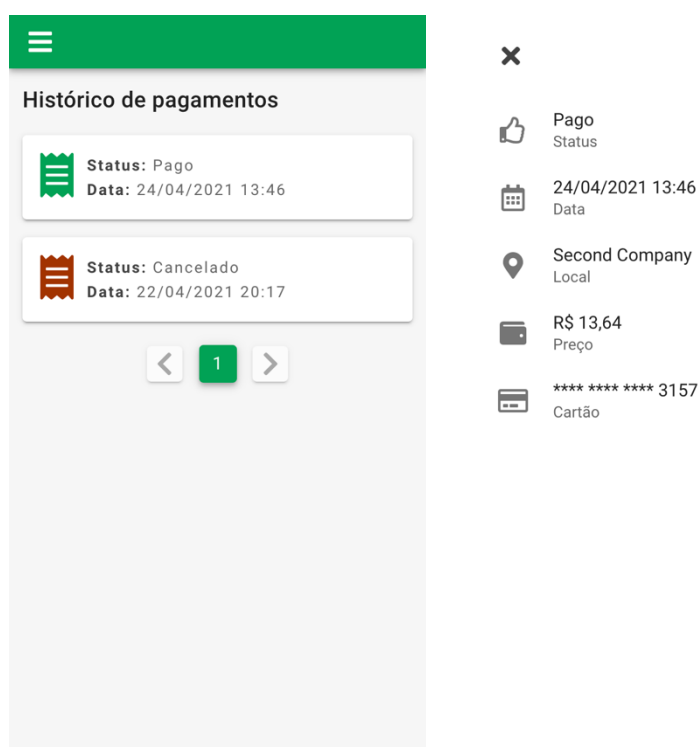 Histórico de pagamentos
Status: Pago
Data: 24/04/2021 13:46
Status: Cancelado
Data: 22/04/2021 20:17
1
Pago
Status
24/04/2021 13:46
Data
Second Company
Local
R$ 13,64
Preço
**** **** **** 3157
Cartão